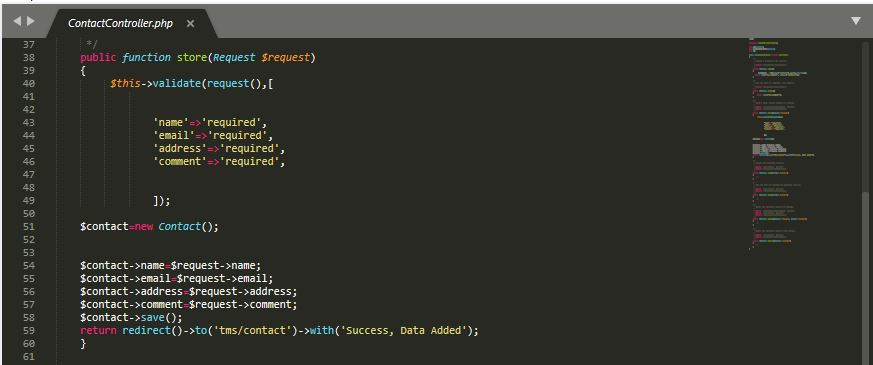 ContactController.php ×
37 */
38 public function store(Request $request)
39 {
40 $this->validate(request(),[
41
42
43 'name'=>'required',
44 'email'=>'required',
45 'address'=>'required',
46 'comment'=>'required',
47
48
49 ]);
50
51 $contact=new Contact();
52
53
54 $contact->name=$request->name;
55 $contact->email=$request->email;
56 $contact->address=$request->address;
57 $contact->comment=$request->comment;
58 $contact->save();
59 return redirect()->to('tms/contact')->with('Success, Data Added');
60 }
61